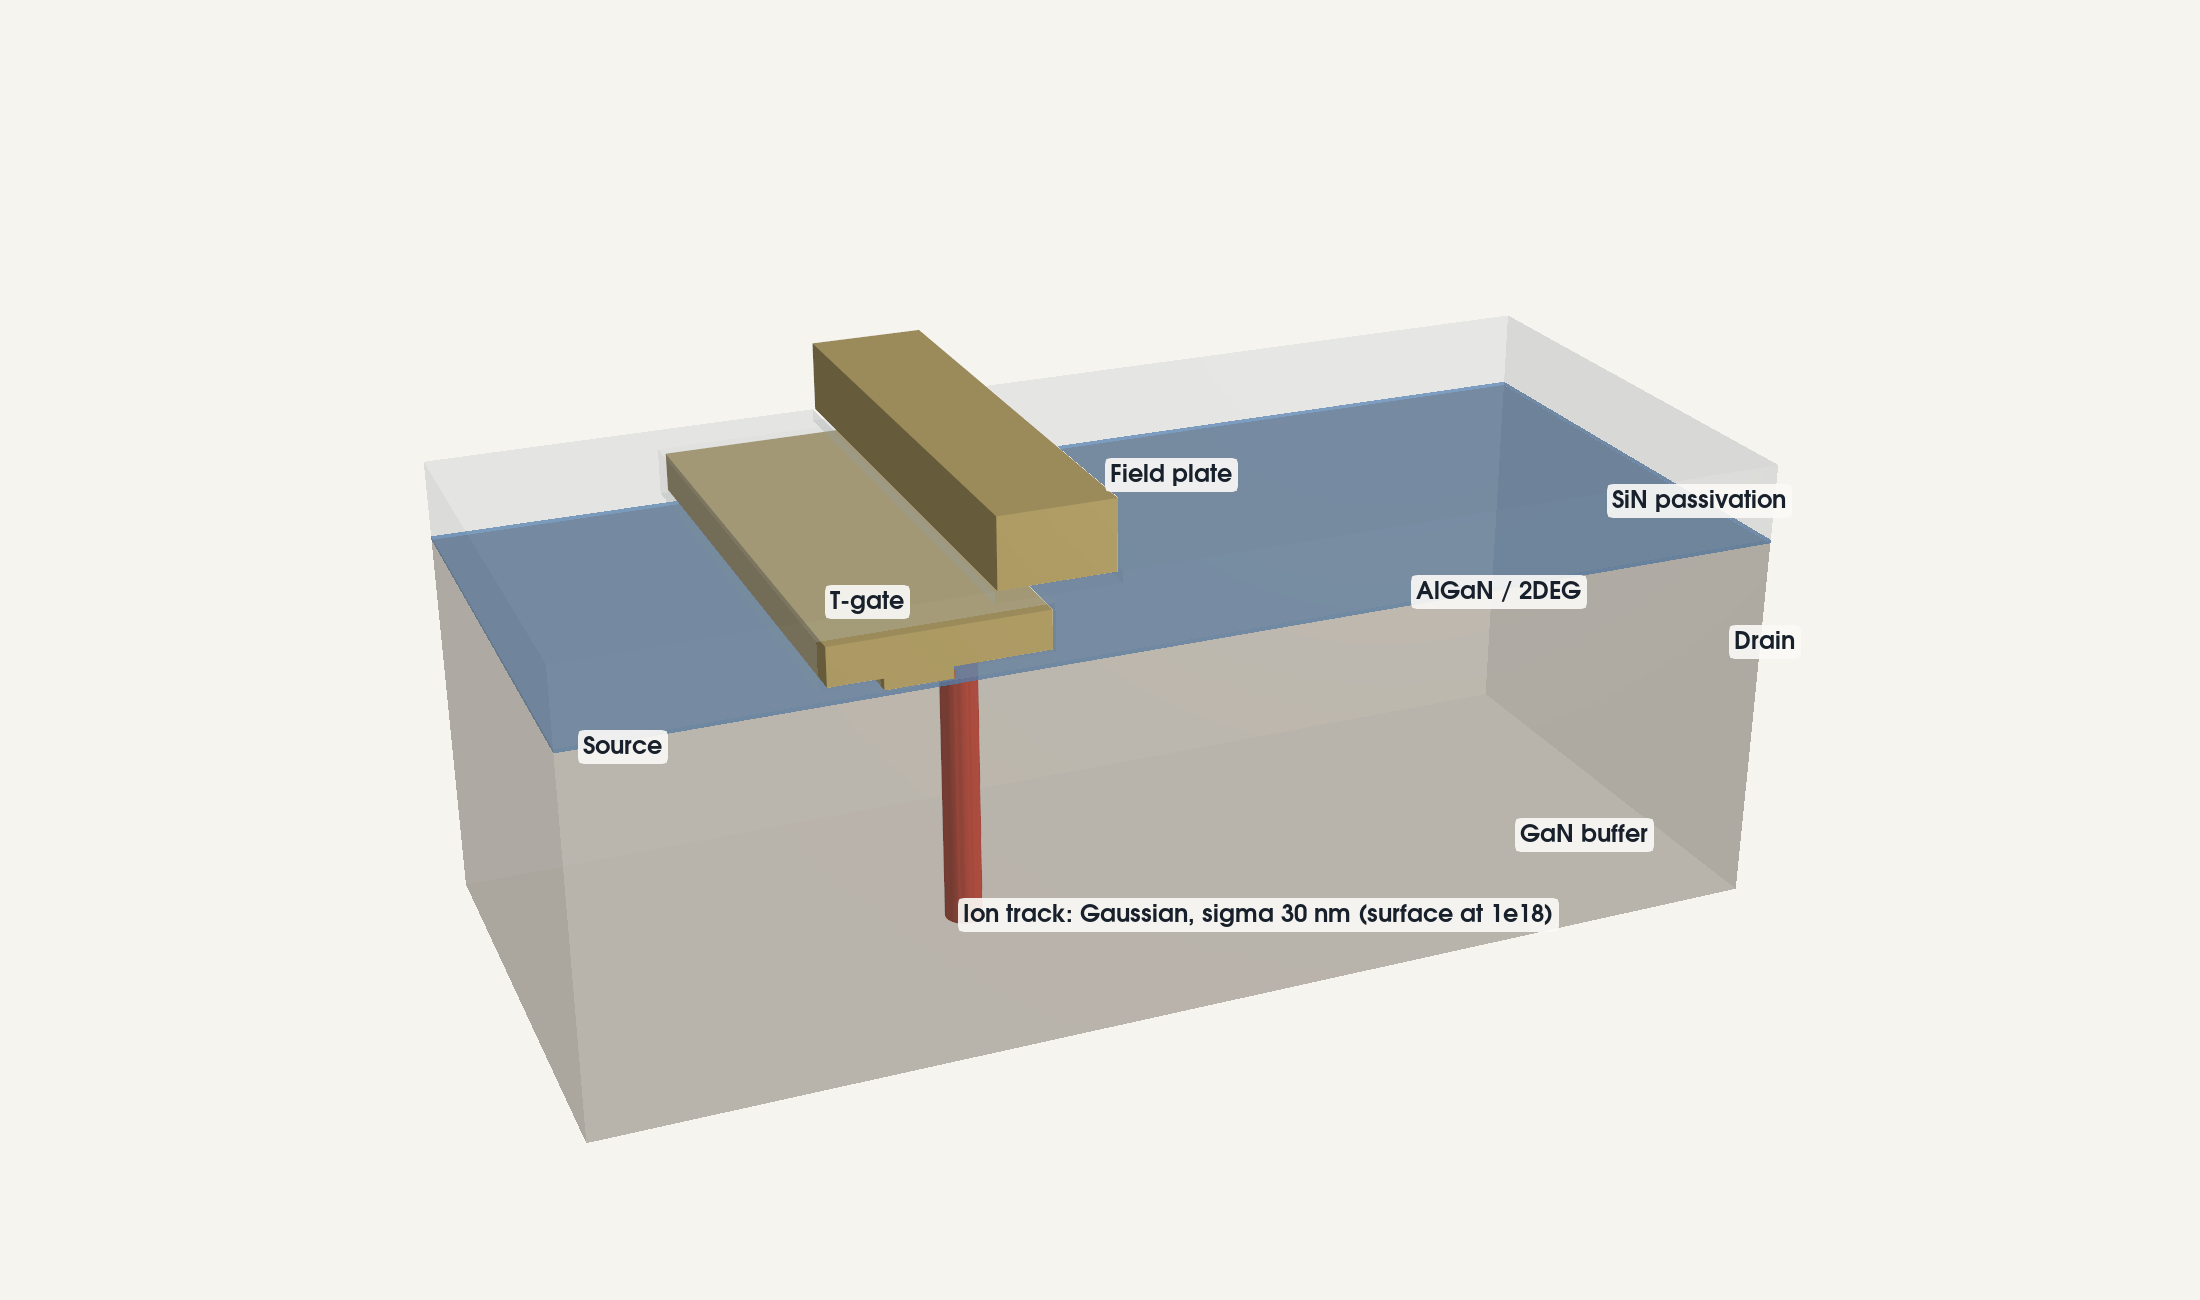 Field plate
SiN passivation
AlGaN / 2DEG
T-gate
Drain
Source
GaN buffer
Ion track: Gaussian, sigma 30 nm (surface at 1e18)